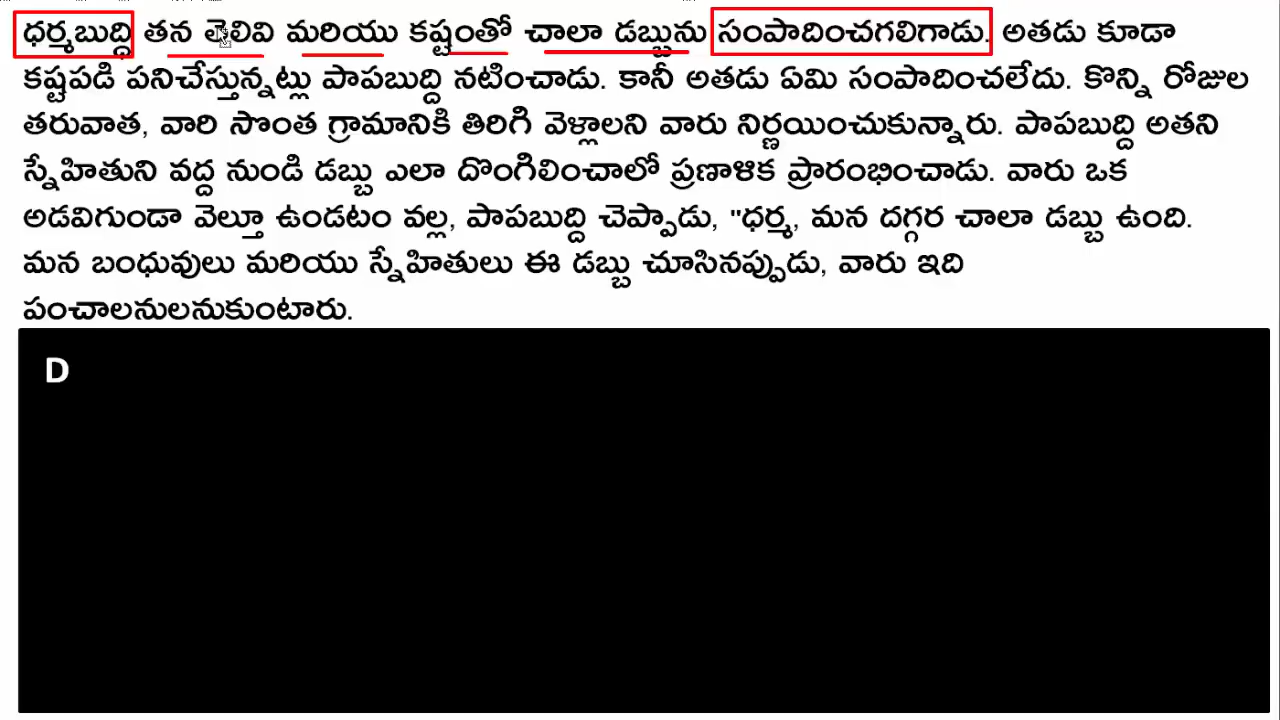 ధర్మబుద్ధి తన తెలివి మరియు కష్టంతో చాలా డబ్బును సంపాదించగలిగాడు. అతడు కూడా
కష్టపడి పనిచేస్తున్నట్లు పాపబుద్ది నటించాడు. కానీ అతడు ఏమి సంపాదించలేదు. కొన్ని రోజుల
తరువాత, వారి సొంత గ్రామానికి తిరిగి వెళ్లాలని వారు నిర్ణయించుకున్నారు. పాపబుద్ది అతని
స్నేహితుని వద్ద నుండి డబ్బు ఎలా దొంగిలించాలో ప్రణాళిక ప్రారంభించాడు. వారు ఒక
అడవిగుండా వెల్తూ ఉండటం వల్ల, పాపబుద్ది చెప్పాడు, "ధర్మ, మన దగ్గర చాలా డబ్బు ఉంది.
మన బంధువులు మరియు స్నేహితులు ఈ డబ్బు చూసినప్పుడు, వారు ఇది
పంచాలనులనుకుంటారు.
D